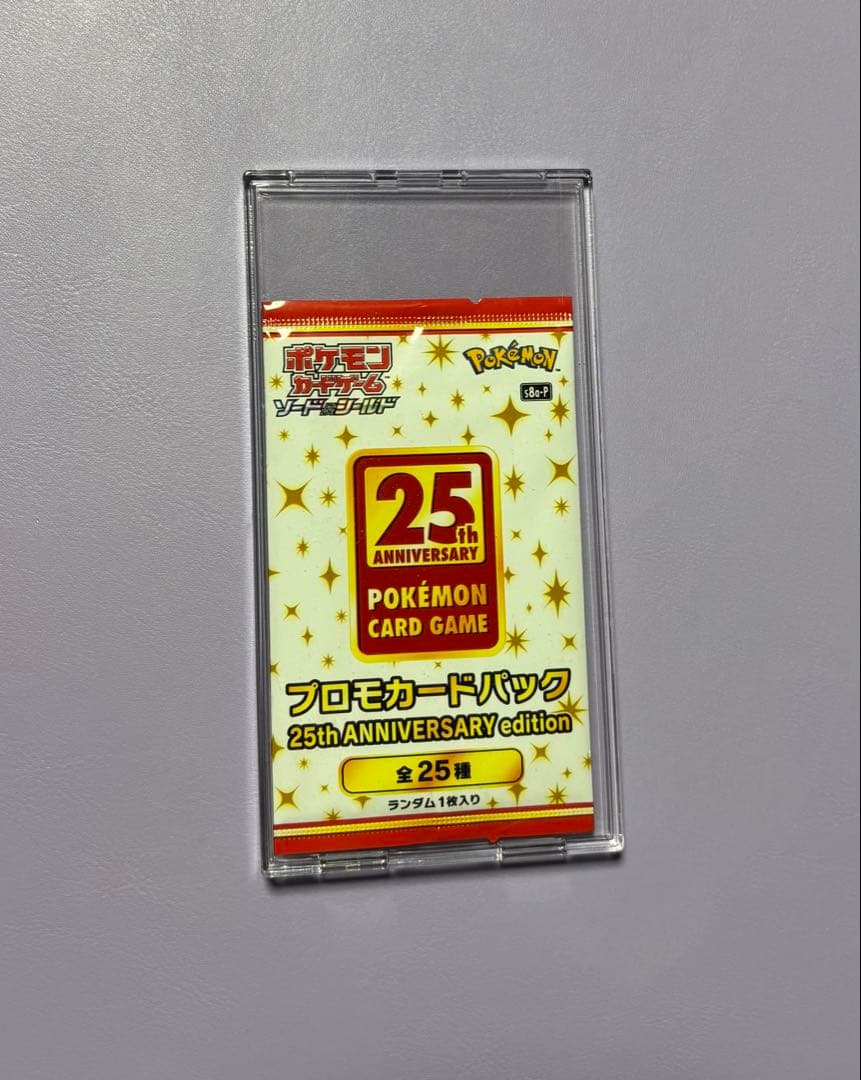 ポケモン
カードゲーム
ソード&シールド
Pokémon
s8a-P
25th
ANNIVERSARY
POKÉMON
CARD GAME
プロモカードパック
25th ANNIVERSARY edition
全25種
ランダム1枚入り